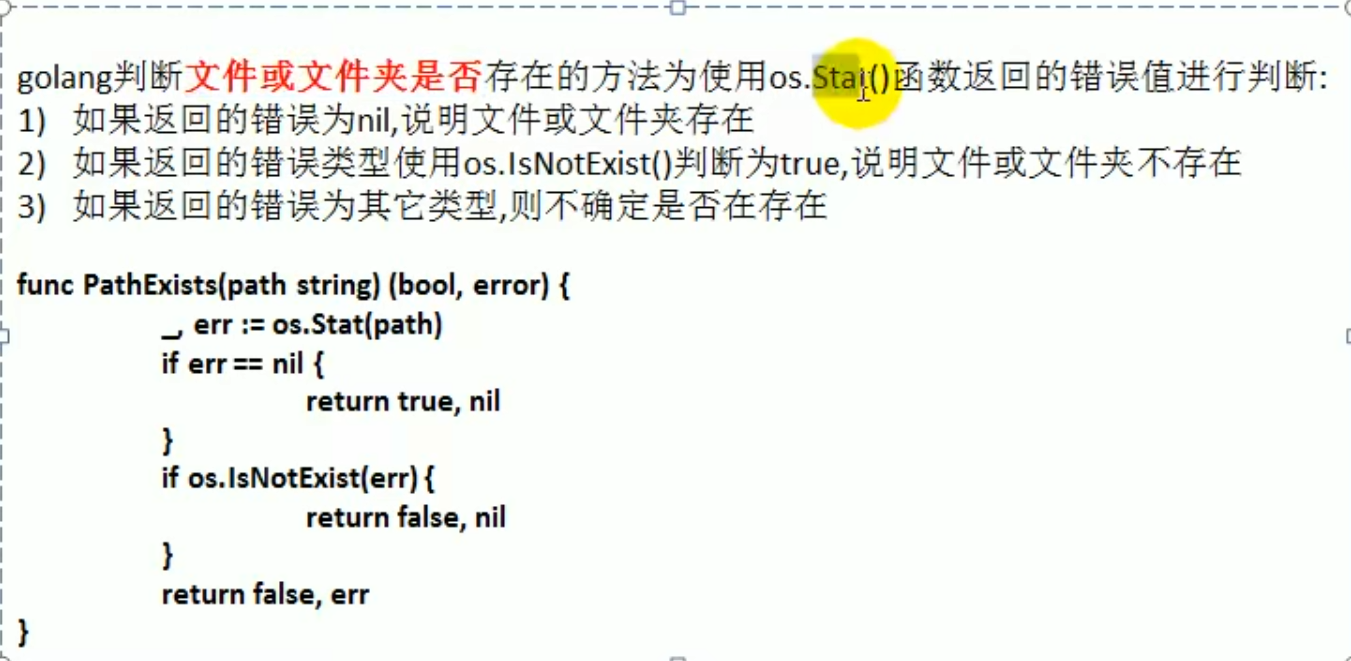 golang判断文件或文件夹是否存在的方法为使用os.Stat()函数返回的错误值进行判断:
1) 如果返回的错误为nil,说明文件或文件夹存在
2) 如果返回的错误类型使用os.IsNotExist()判断为true,说明文件或文件夹不存在
3) 如果返回的错误为其它类型,则不确定是否在存在
func PathExists(path string) (bool, error) {
_, err := os.Stat(path)
if err == nil {
return true, nil
}
if os.IsNotExist(err) {
return false, nil
}
return false, err
}